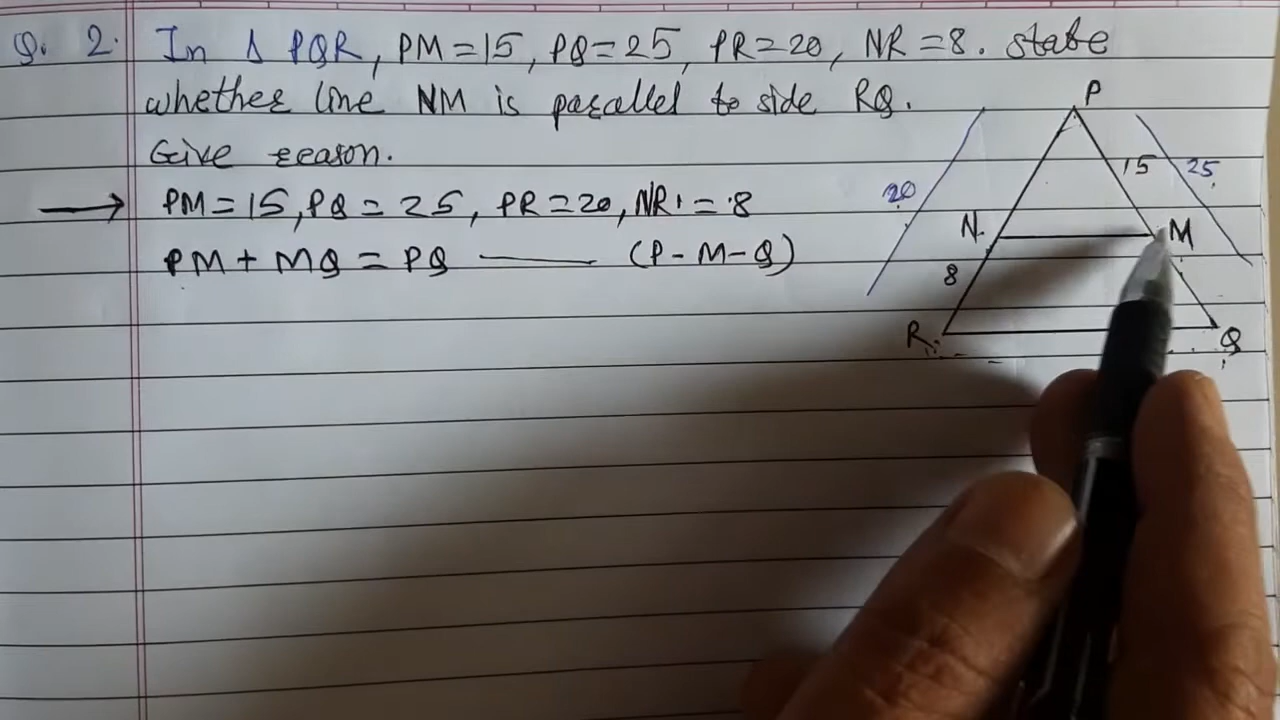 Q. 2. In Δ PQR, PM = 15, PQ = 25, PR = 20, NR = 8. state
whether line NM is parallel to side RQ.
Give reason.
→ PM = 15, PQ = 25, PR = 20, NR = 8
PM + MQ = PQ —— (P - M - Q)
P
15
25
20
N
M
8
R
Q